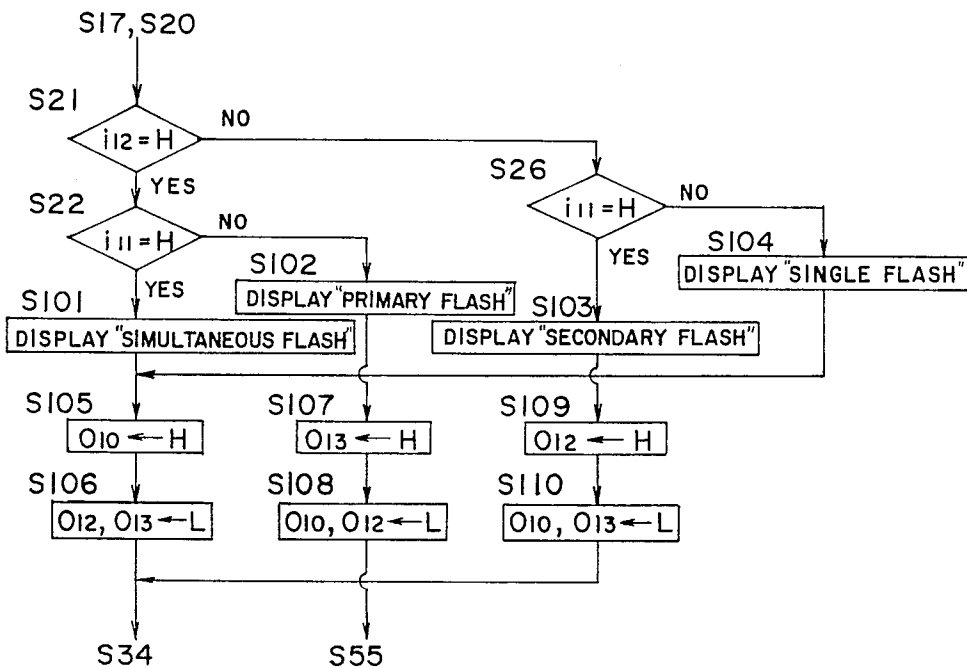 S17, S20
S21
i12=H
NO
YES
S22
i11=H
NO
YES
S26
i11=H
NO
YES
S104
DISPLAY "SINGLE FLASH"
S102
DISPLAY "PRIMARY FLASH"
S101
DISPLAY "SIMULTANEOUS FLASH"
S103
DISPLAY "SECONDARY FLASH"
S105
O10 ← H
S107
O13 ← H
S109
O12 ← H
S106
O12, O13 ← L
S108
O10, O12 ← L
S110
O10, O13 ← L
S34
S55